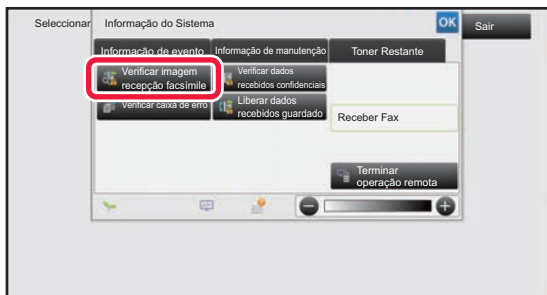 Seleccionar
Informação do Sistema
OK
Sair
Informação de evento
Informação de manutenção
Toner Restante
Verificar imagem
recepção facsímile
Verificar dados
recebidos confidenciais
Verificar caixa de erro
Liberar dados
recebidos guardado
Receber Fax
Terminar
operação remota